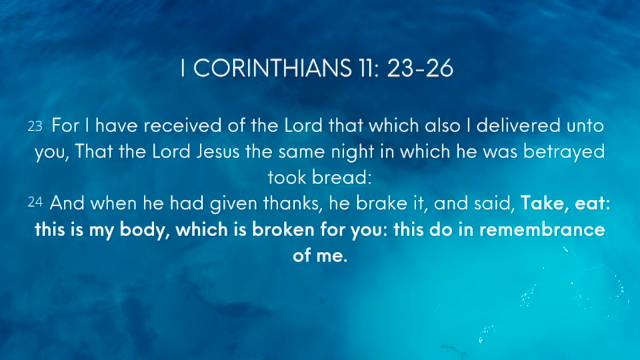 I CORINTHIANS 11: 23-26
23 For I have received of the Lord that which also I delivered unto
you, That the Lord Jesus the same night in which he was betrayed
took bread:
24 And when he had given thanks, he brake it, and said, Take, eat:
this is my body, which is broken for you: this do in remembrance
of me.